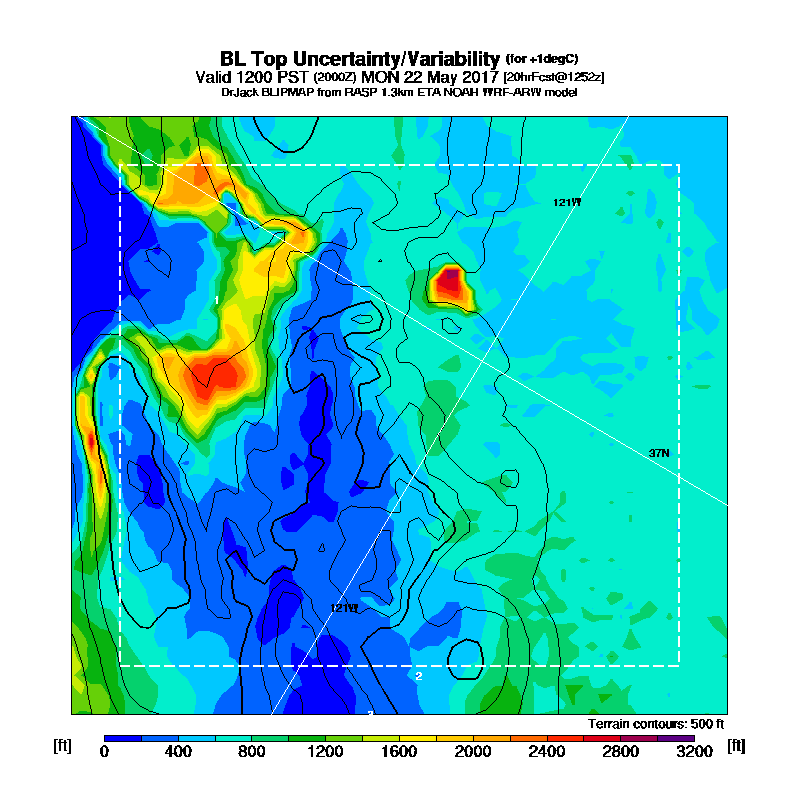 BL Top Uncertainty/Variability (for +1degC)
Valid 1200 PST (2000Z) MON 22 May 2017 [20hrFcst@1252z]
DrJack BLIPMAP from RASP 1.3km ETA NOAH WRF-ARW model
121W
1
37N
121W
2
Terrain contours: 500 ft
[ft] 0 400 800 1200 1600 2000 2400 2800 3200 [ft]